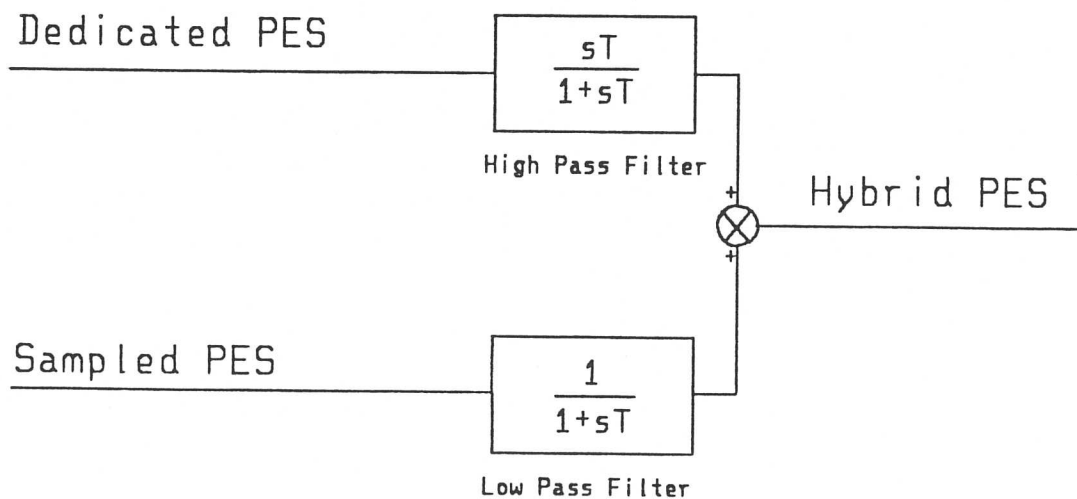 Dedicated PES
sT
1+sT
High Pass Filter
+
Hybrid PES
+
Sampled PES
1
1+sT
Low Pass Filter